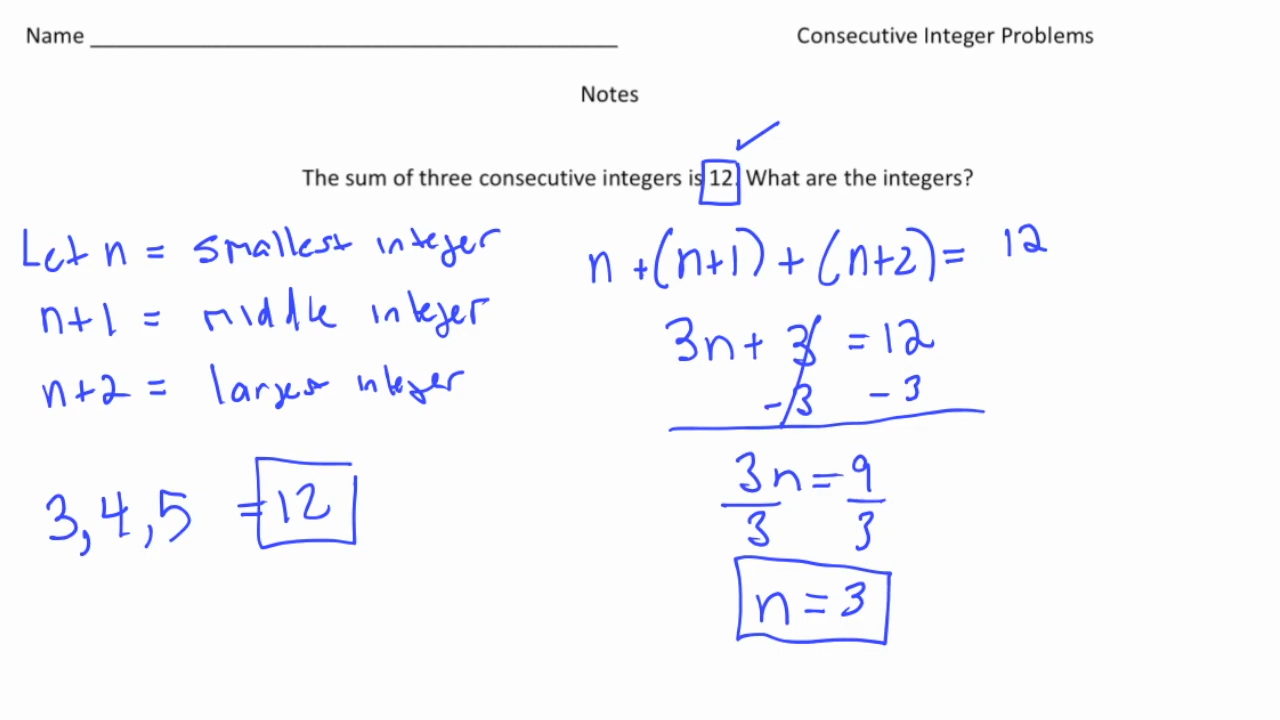 Name ________________________________________ Consecutive Integer Problems
Notes
The sum of three consecutive integers is 12. What are the integers?
Let n = smallest integer
n+1 = middle integer
n+2 = largest integer
3, 4, 5 = 12
n + (n+1) + (n+2) = 12
3n + 3 = 12
-3 -3
3n = 9
3 3
n = 3